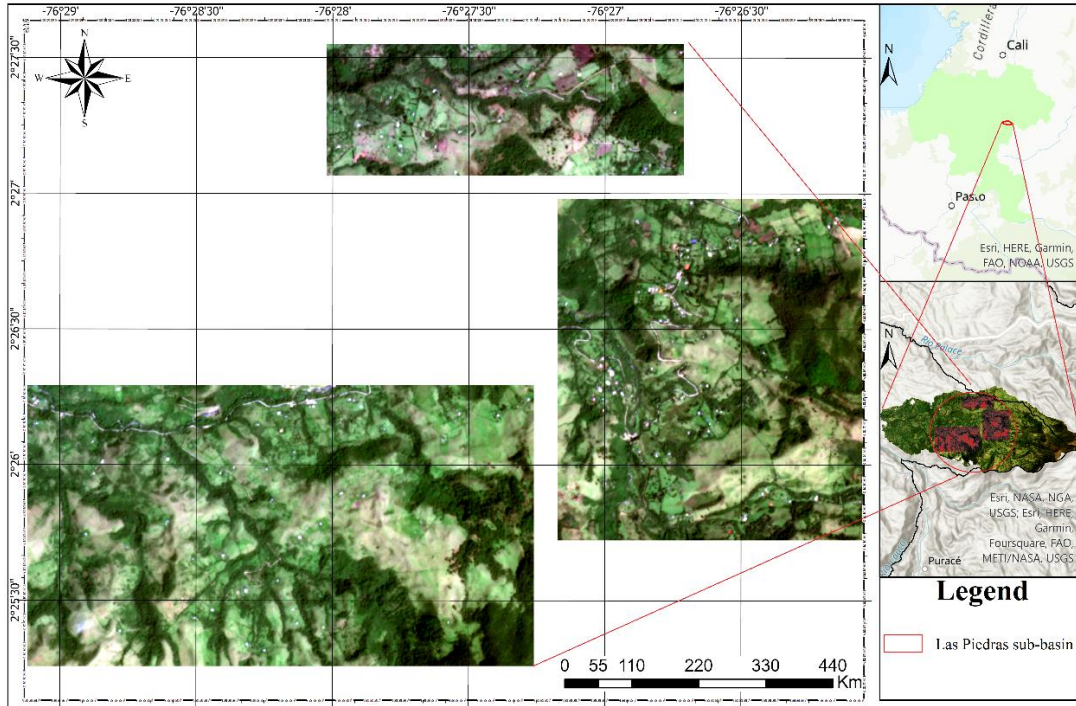 -76°29' -76°28'30" -76°28' -76°27'30" -76°27' -76°26'30"
2°27'30"
2°27'
2°26'30"
2°26'
2°25'30"
N
W E
S
0 55 110 220 330 440
Km
N
Cordillera
Cali
Pasto
Esri, HERE, Garmin,
FAO, NOAA, USGS
N
Rio Palace
Esri, NASA, NGA,
USGS; Esri, HERE,
Garmin,
Foursquare, FAO,
METI/NASA, USGS
Puracé
Legend
Las Piedras sub-basin